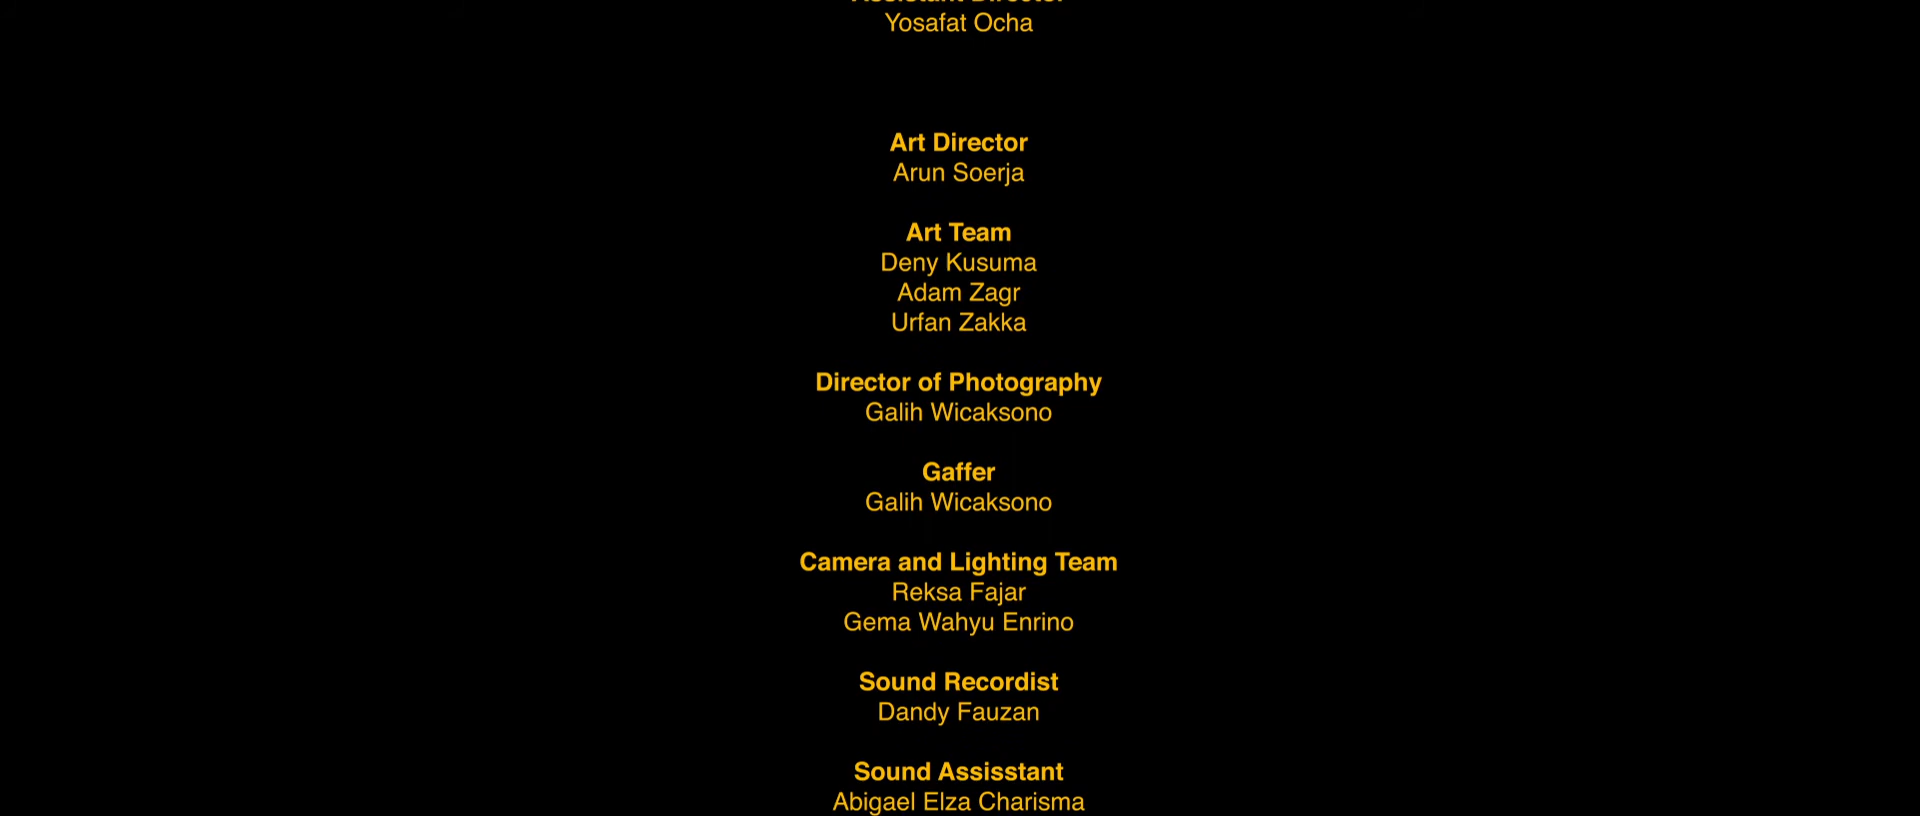 Assistant Director
Yosafat Ocha
Art Director
Arun Soerja
Art Team
Deny Kusuma
Adam Zagr
Urfan Zakka
Director of Photography
Galih Wicaksono
Gaffer
Galih Wicaksono
Camera and Lighting Team
Reksa Fajar
Gema Wahyu Enrino
Sound Recordist
Dandy Fauzan
Sound Assisstant
Abigael Elza Charisma